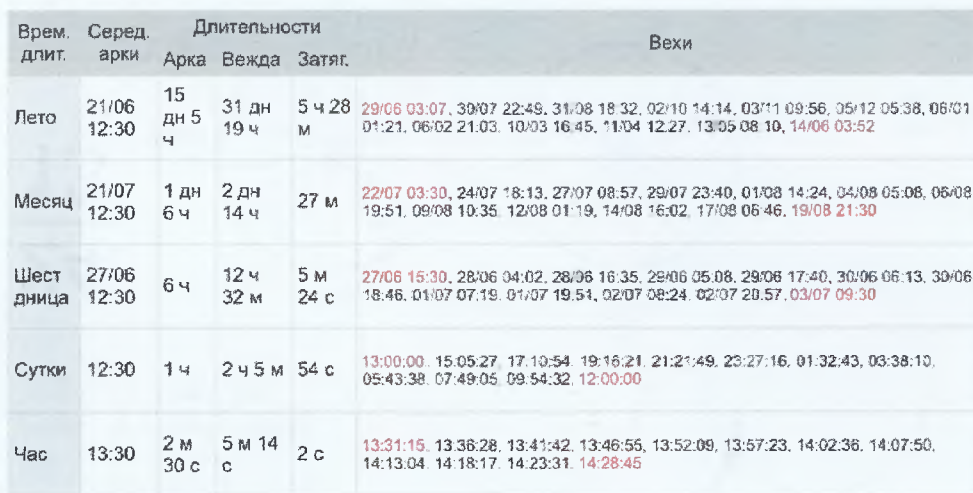 Врем. длит. Серед. арки Длительности Вехи
Арка Вежда Затяг.
Лето 21/06 12:30 15 дн 5 ч 31 дн 19 ч 5 ч 28 м
29/06 03:07, 30/07 22:49, 31/08 18:32, 02/10 14:14, 03/11 09:56, 05/12 05:38, 06/01
01:21, 06/02 21:03, 10/03 16:45, 11/04 12:27, 13/05 08:10, 14/06 03:52
Месяц 21/07 12:30 1 дн 6 ч 2 дн 14 ч 27 м
22/07 03:30, 24/07 18:13, 27/07 08:57, 29/07 23:40, 01/08 14:24, 04/08 05:08, 06/08
19:51, 09/08 10:35, 12/08 01:19, 14/08 16:02, 17/08 06:46, 19/08 21:30
Шест дница 27/06 12:30 6 ч 12 ч 32 м 5 м 24 с
27/06 15:30, 28/06 04:02, 28/06 16:35, 29/06 05:08, 29/06 17:40, 30/06 06:13, 30/06
18:46, 01/07 07:19, 01/07 19:51, 02/07 08:24, 02/07 20:57, 03/07 09:30
Сутки 12:30 1 ч 2 ч 5 м 54 с
13:00:00, 15:05:27, 17:10:54, 19:16:21, 21:21:49, 23:27:16, 01:32:43, 03:38:10,
05:43:38, 07:49:05, 09:54:32, 12:00:00
Час 13:30 2 м 30 с 5 м 14 с 2 с
13:31:15, 13:36:28, 13:41:42, 13:46:55, 13:52:09, 13:57:23, 14:02:36, 14:07:50,
14:13:04, 14:18:17, 14:23:31, 14:28:45